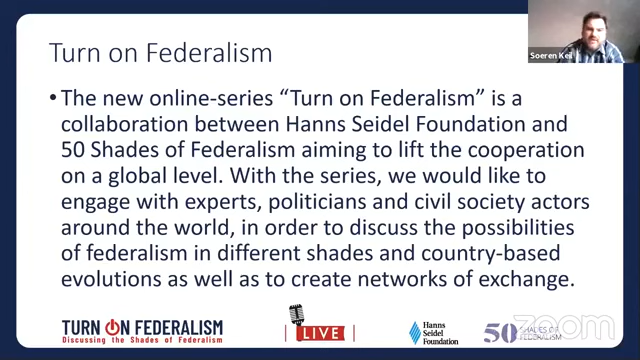 Turn on Federalism
Soeren Keil
• The new online-series “Turn on Federalism” is a
collaboration between Hanns Seidel Foundation and
50 Shades of Federalism aiming to lift the cooperation
on a global level. With the series, we would like to
engage with experts, politicians and civil society actors
around the world, in order to discuss the possibilities
of federalism in different shades and country-based
evolutions as well as to create networks of exchange.
TURN ON FEDERALISM
Discussing the Shades of Federalism
LIVE
Hanns
Seidel
Foundation
50 SHADES OF
FEDERALISM
zoom